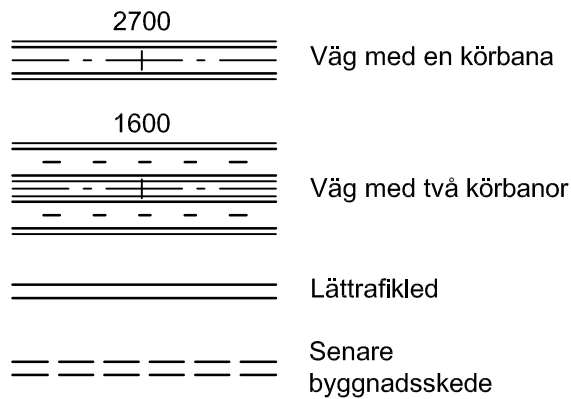 2700
Väg med en körbana
1600
Väg med två körbanor
Lättrafikled
Senare
byggnadsskede